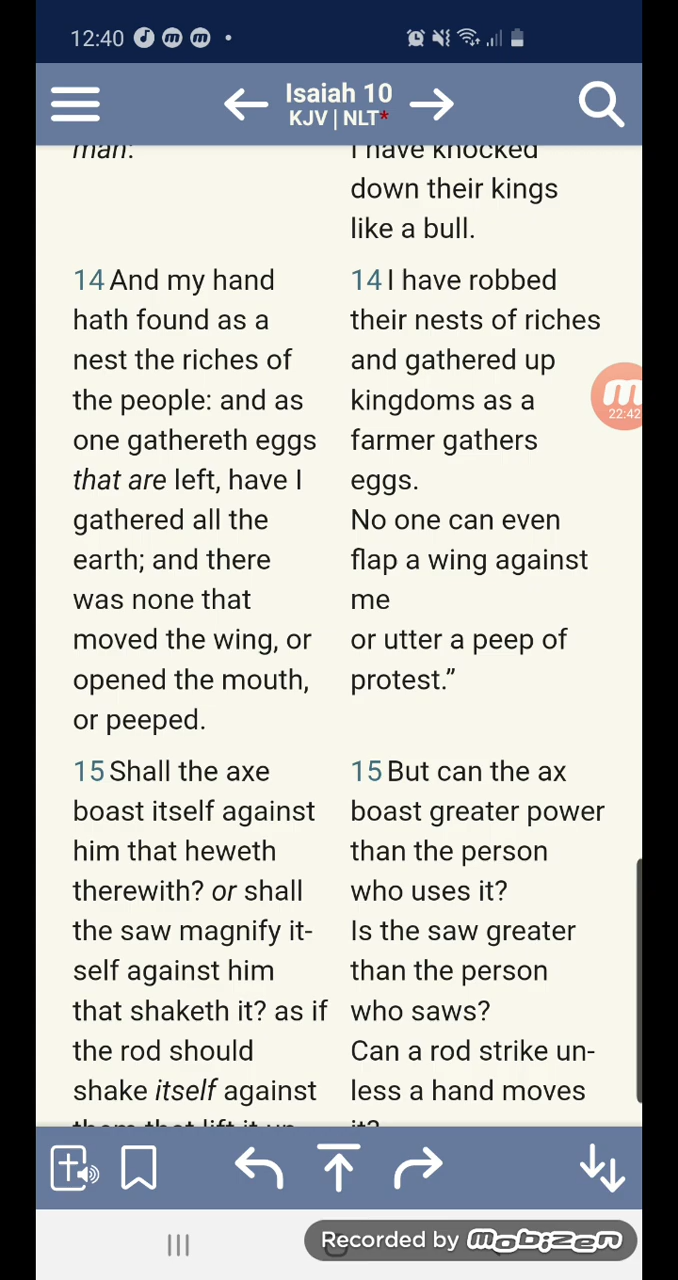 12:40
Isaiah 10
KJV | NLT*
man.
I have knocked
down their kings
like a bull.
14 And my hand
hath found as a
nest the riches of
the people: and as
one gathereth eggs
that are left, have I
gathered all the
earth; and there
was none that
moved the wing, or
opened the mouth,
or peeped.
14 I have robbed
their nests of riches
and gathered up
kingdoms as a
farmer gathers
eggs.
No one can even
flap a wing against
me
or utter a peep of
protest.”
m
22:42
15 Shall the axe
boast itself against
him that heweth
therewith? or shall
the saw magnify it-
self against him
that shaketh it? as if
the rod should
shake itself against
them that lift it up
15 But can the ax
boast greater power
than the person
who uses it?
Is the saw greater
than the person
who saws?
Can a rod strike un-
less a hand moves
it?
Recorded by mobizen